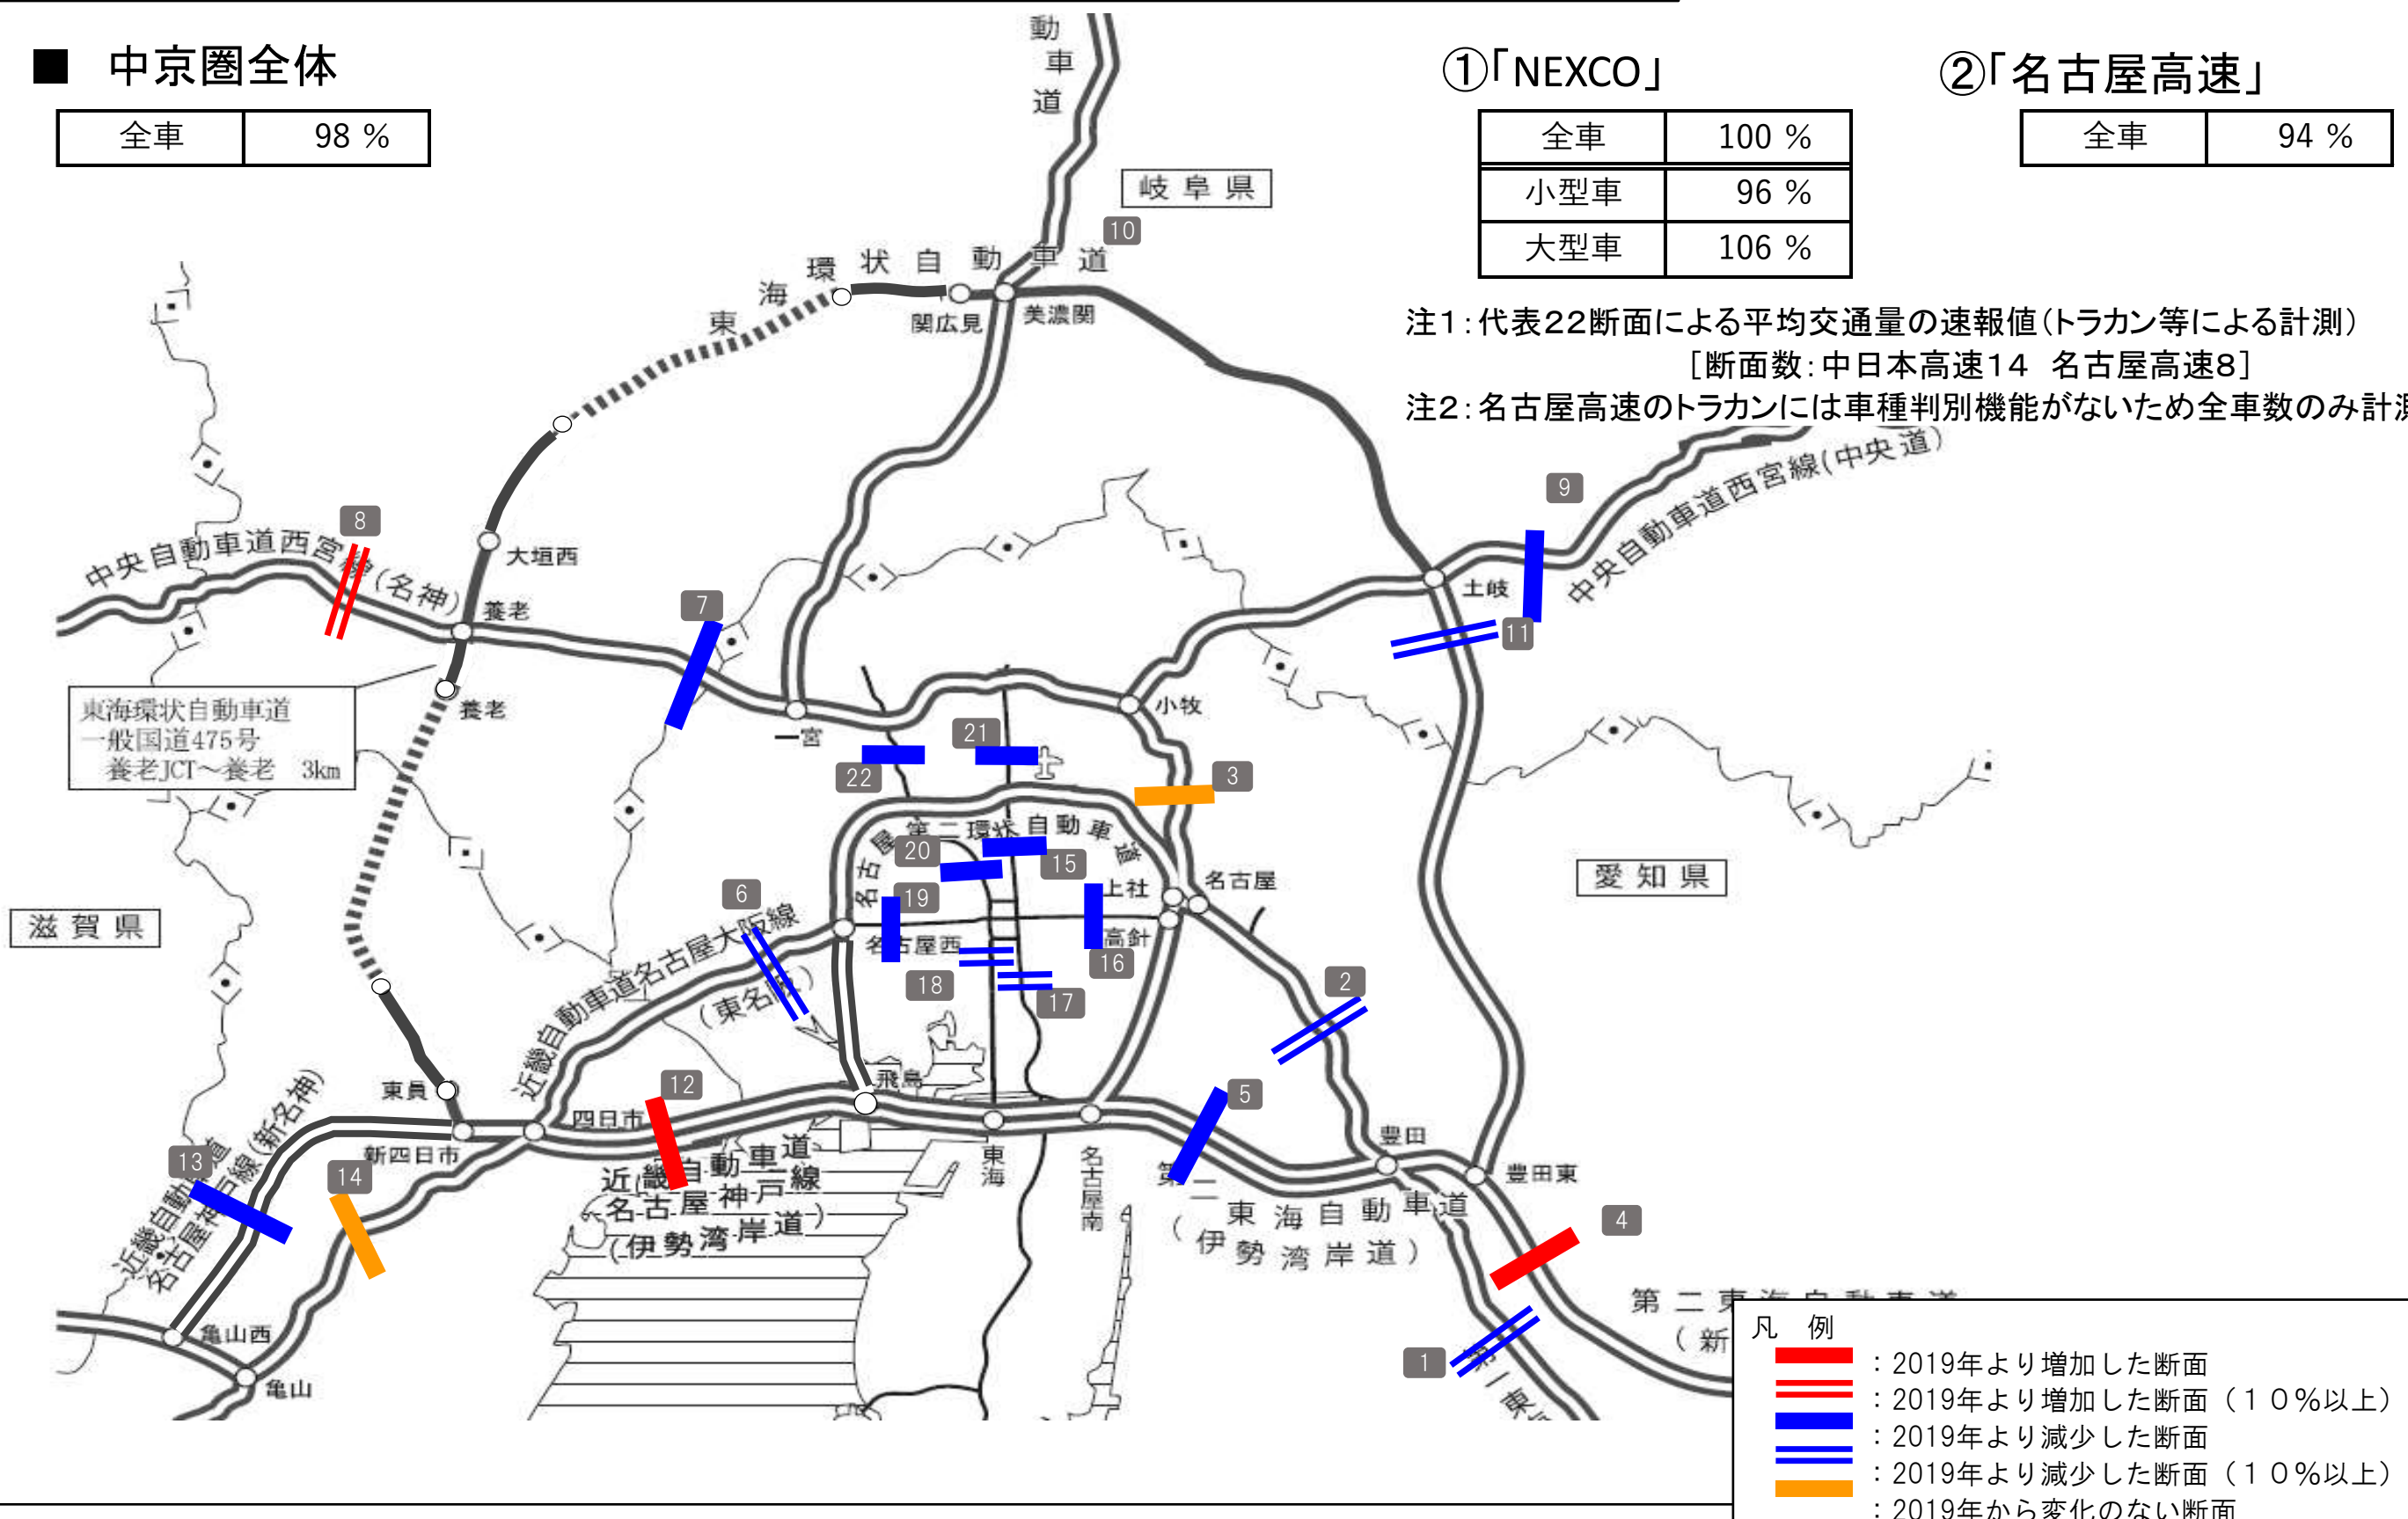 ■ 中京圏全体
全車 98 %
①「NEXCO」
全車 100 %
小型車 96 %
大型車 106 %
②「名古屋高速」
全車 94 %
注1：代表22断面による平均交通量の速報値（トラカン等による計測）
［断面数：中日本高速14 名古屋高速8］
注2：名古屋高速のトラカンには車種判別機能がないため全車数のみ計測
動車道
岐阜県
10
東海環状自動車道
関広見
美濃関
9
中央自動車道西宮線(中央道)
8
中央自動車道西宮線(名神)
大垣西
養老
7
土岐
11
東海環状自動車道
一般国道475号
養老JCT～養老 3km
養老
一宮
小牧
21
22
3
名古屋第二環状自動車道
20
15
上社
名古屋
愛知県
6
19
滋賀県
名古屋西
高針
16
近畿自動車道名古屋大阪線
(東名阪)
18
17
2
飛島
東員
12
四日市
5
新四日市
豊田
豊田東
13
14
近畿自動車道
名古屋神戸線(新名神)
近畿自動車道
名古屋神戸線
(伊勢湾岸道)
東海
名古屋南
第二東海自動車道
(伊勢湾岸道)
4
第二東海自動車道
(新
亀山西
亀山
1
第一東
凡 例
：2019年より増加した断面
：2019年より増加した断面（１０％以上）
：2019年より減少した断面
：2019年より減少した断面（１０％以上）
：2019年から変化のない断面